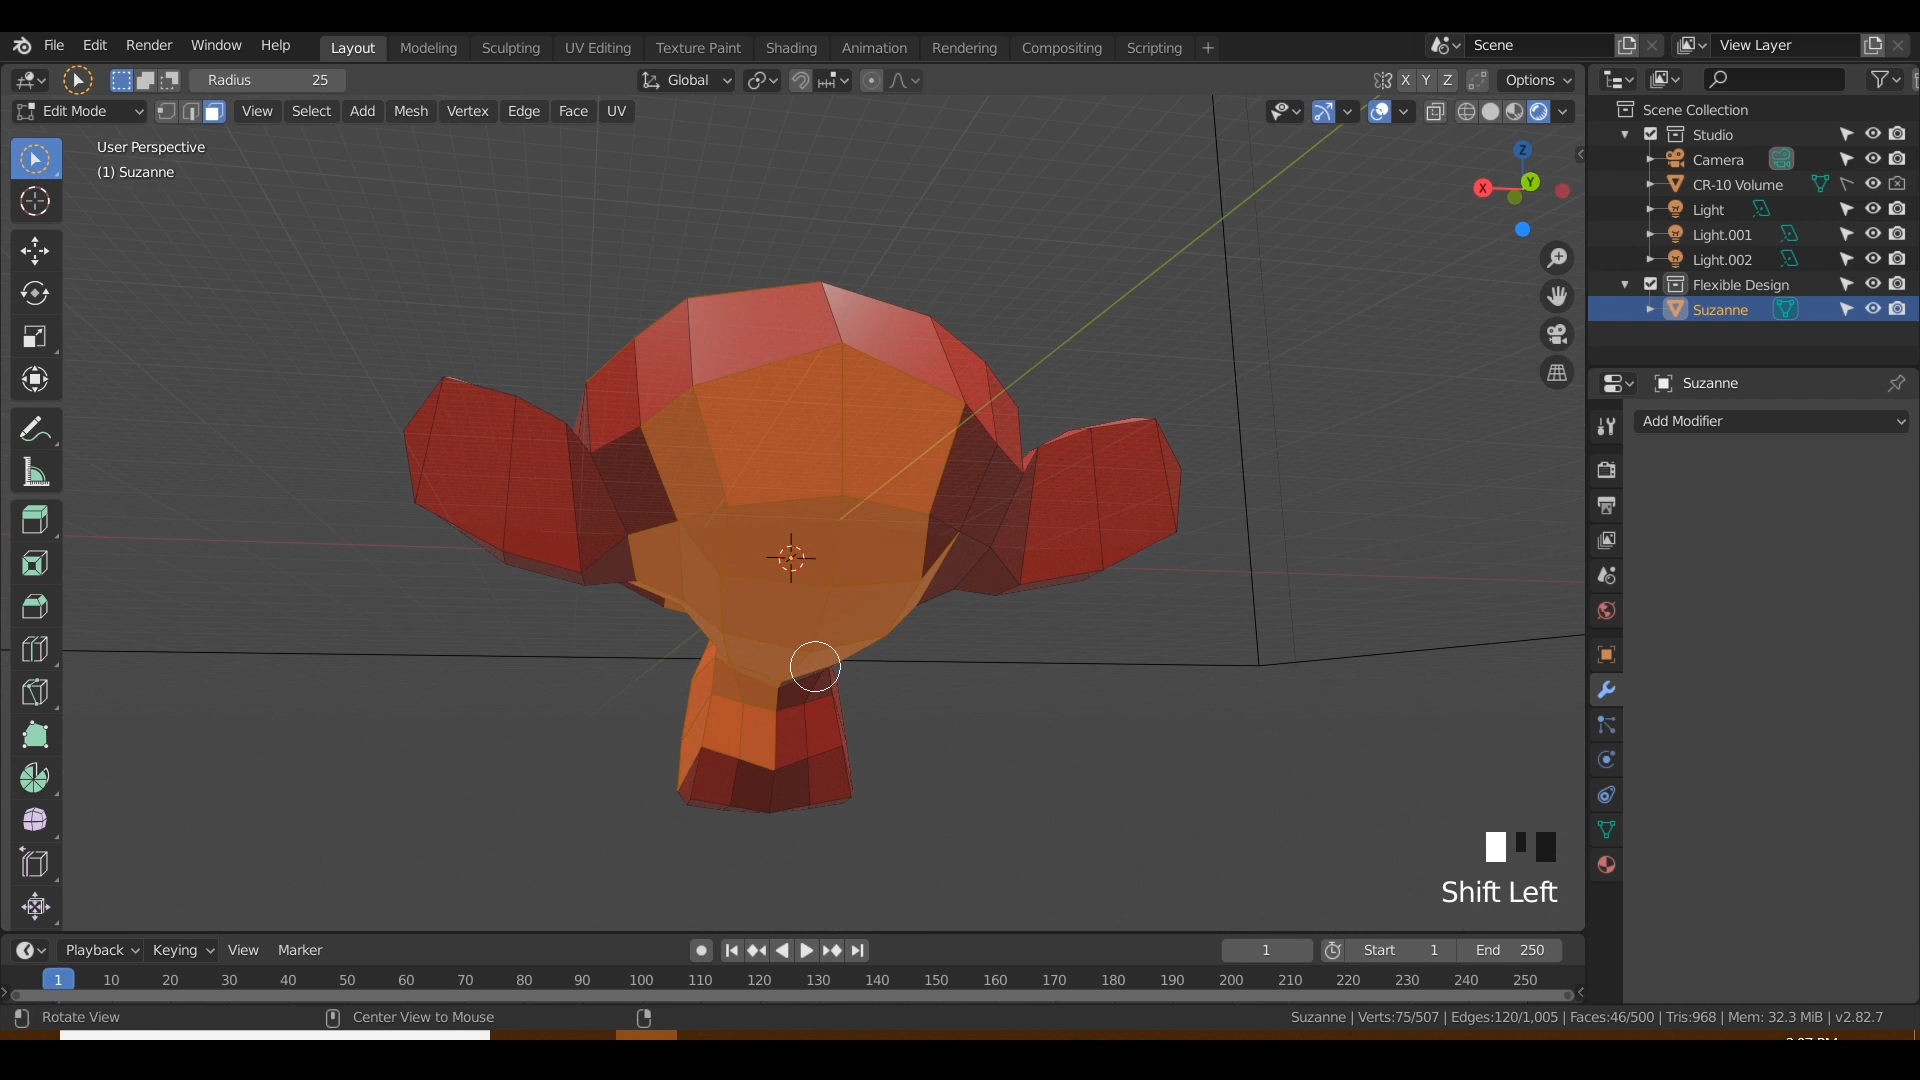 File Edit Render Window Help Layout Modeling Sculpting UV Editing Texture Paint Shading Animation Rendering Compositing Scripting + Scene View Layer
Radius 25 Global X Y Z Options
Edit Mode View Select Add Mesh Vertex Edge Face UV
User Perspective
(1) Suzanne
Z
X Y
Scene Collection
Studio
Camera
CR-10 Volume
Light
Light.001
Light.002
Flexible Design
Suzanne
Suzanne
Add Modifier
Shift Left
Playback Keying View Marker 1 Start 1 End 250
1 10 20 30 40 50 60 70 80 90 100 110 120 130 140 150 160 170 180 190 200 210 220 230 240 250
Rotate View Center View to Mouse Suzanne | Verts:75/507 | Edges:120/1,005 | Faces:46/500 | Tris:968 | Mem: 32.3 MiB | v2.82.7